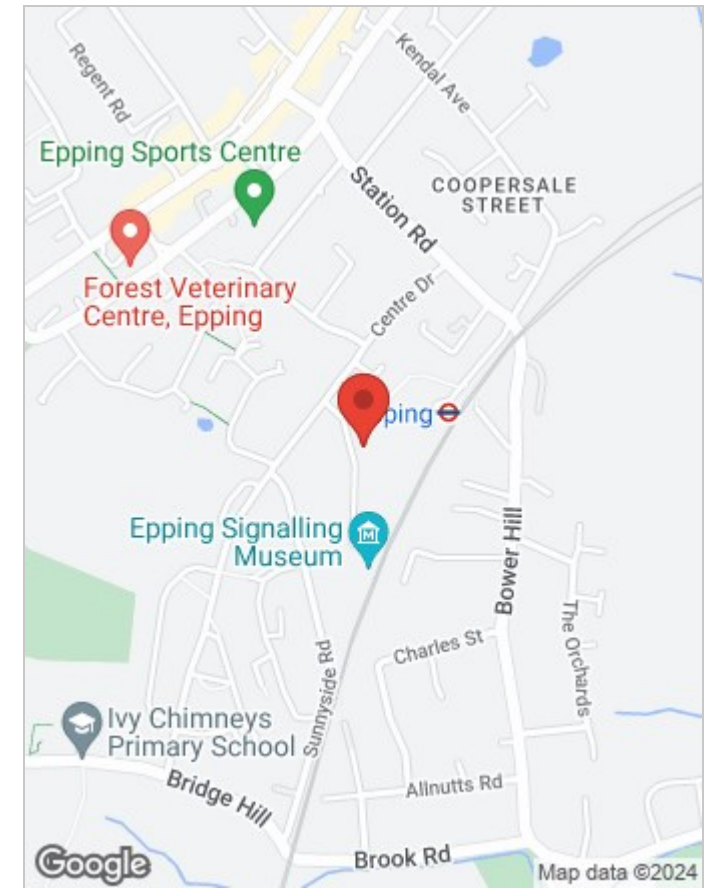 Regent Rd
Kendal Ave
Epping Sports Centre
Station Rd
COOPERSALE
STREET
Forest Veterinary
Centre, Epping
Centre Dr
ping
Epping Signalling
Museum
M
Bower Hill
The Orchards
Charles St
Sunnyside Rd
Ivy Chimneys
Primary School
Bridge Hill
Allnutts Rd
Brook Rd
Google
Map data ©2024